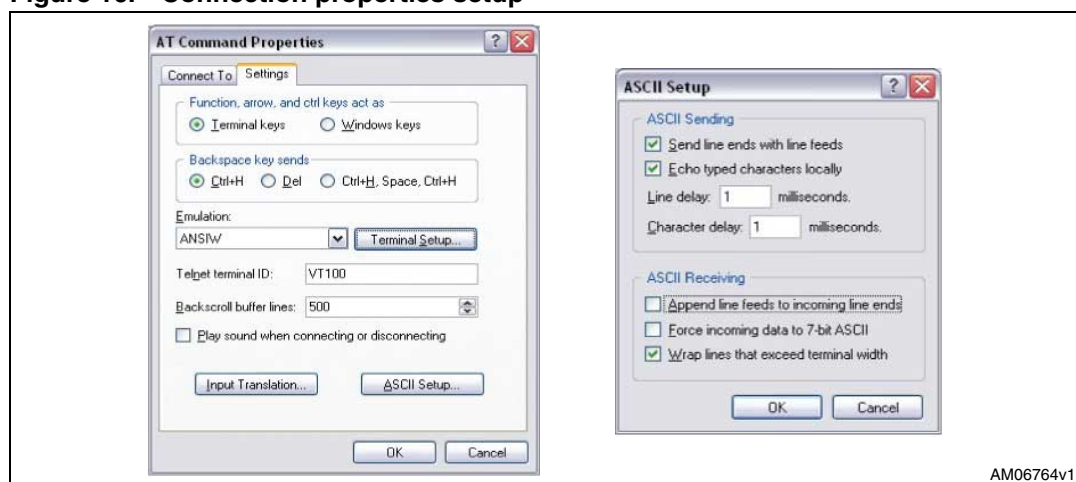 AT Command Properties
Connect To Settings
Function, arrow, and ctrl keys act as
Terminal keys Windows keys
Backspace key sends
Ctrl+H Del Ctrl+H, Space, Ctrl+H
Emulation:
ANSIW Terminal Setup...
Telnet terminal ID: VT100
Backscroll buffer lines: 500
Play sound when connecting or disconnecting
Input Translation... ASCII Setup...
OK Cancel
ASCII Setup
ASCII Sending
Send line ends with line feeds
Echo typed characters locally
Line delay: 1 milliseconds.
Character delay: 1 milliseconds.
ASCII Receiving
Append line feeds to incoming line ends
Force incoming data to 7-bit ASCII
Wrap lines that exceed terminal width
OK Cancel
AM06764v1